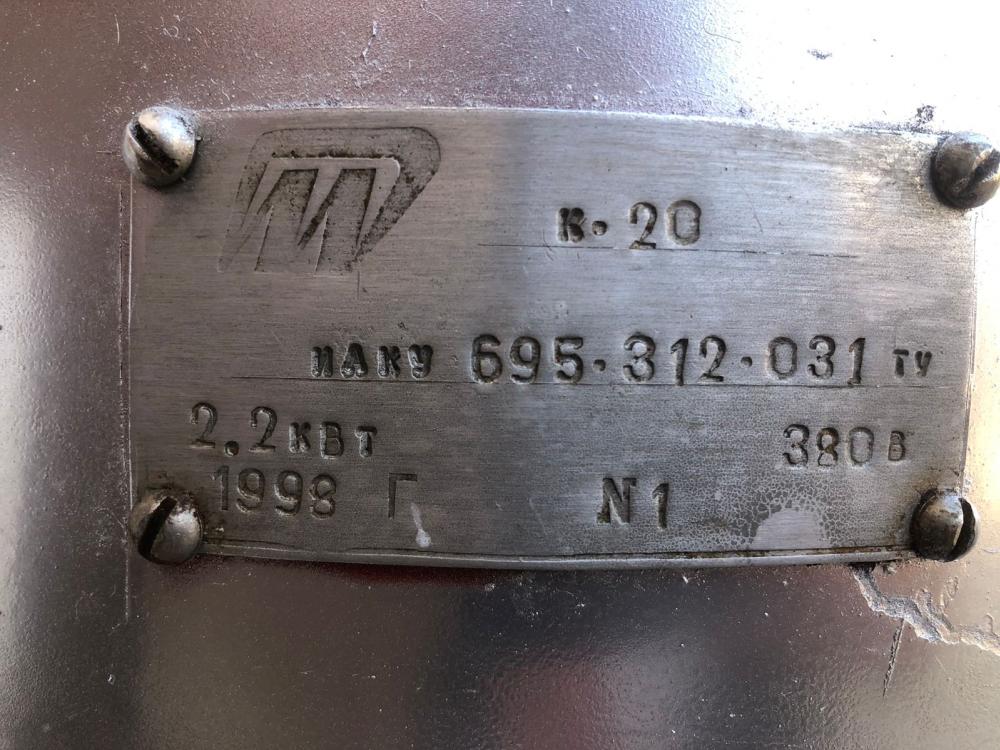 К-20
ИАКУ 695.312.031 ТУ
2.2 КВТ 380 В
1998 Г N1